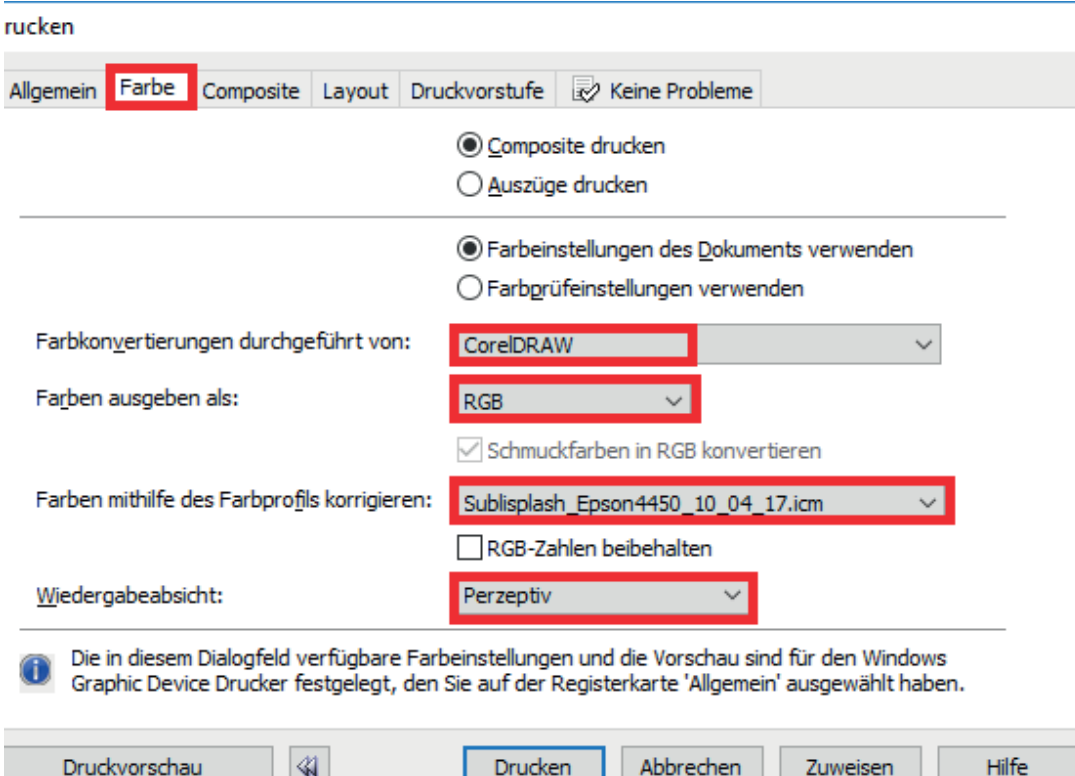 rucken
Allgemein Farbe Composite Layout Druckvorstufe Keine Probleme
Composite drucken
Auszüge drucken
Farbeinstellungen des Dokuments verwenden
Farbprüfeinstellungen verwenden
Farbkonvertierungen durchgeführt von: CorelDRAW
Farben ausgeben als: RGB
Schmuckfarben in RGB konvertieren
Farben mithilfe des Farbprofils korrigieren: Sublisplash_Epson4450_10_04_17.icm
RGB-Zahlen beibehalten
Wiedergabeabsicht: Perzeptiv
Die in diesem Dialogfeld verfügbare Farbeinstellungen und die Vorschau sind für den Windows
Graphic Device Drucker festgelegt, den Sie auf der Registerkarte 'Allgemein' ausgewählt haben.
Druckvorschau Drucken Abbrechen Zuweisen Hilfe